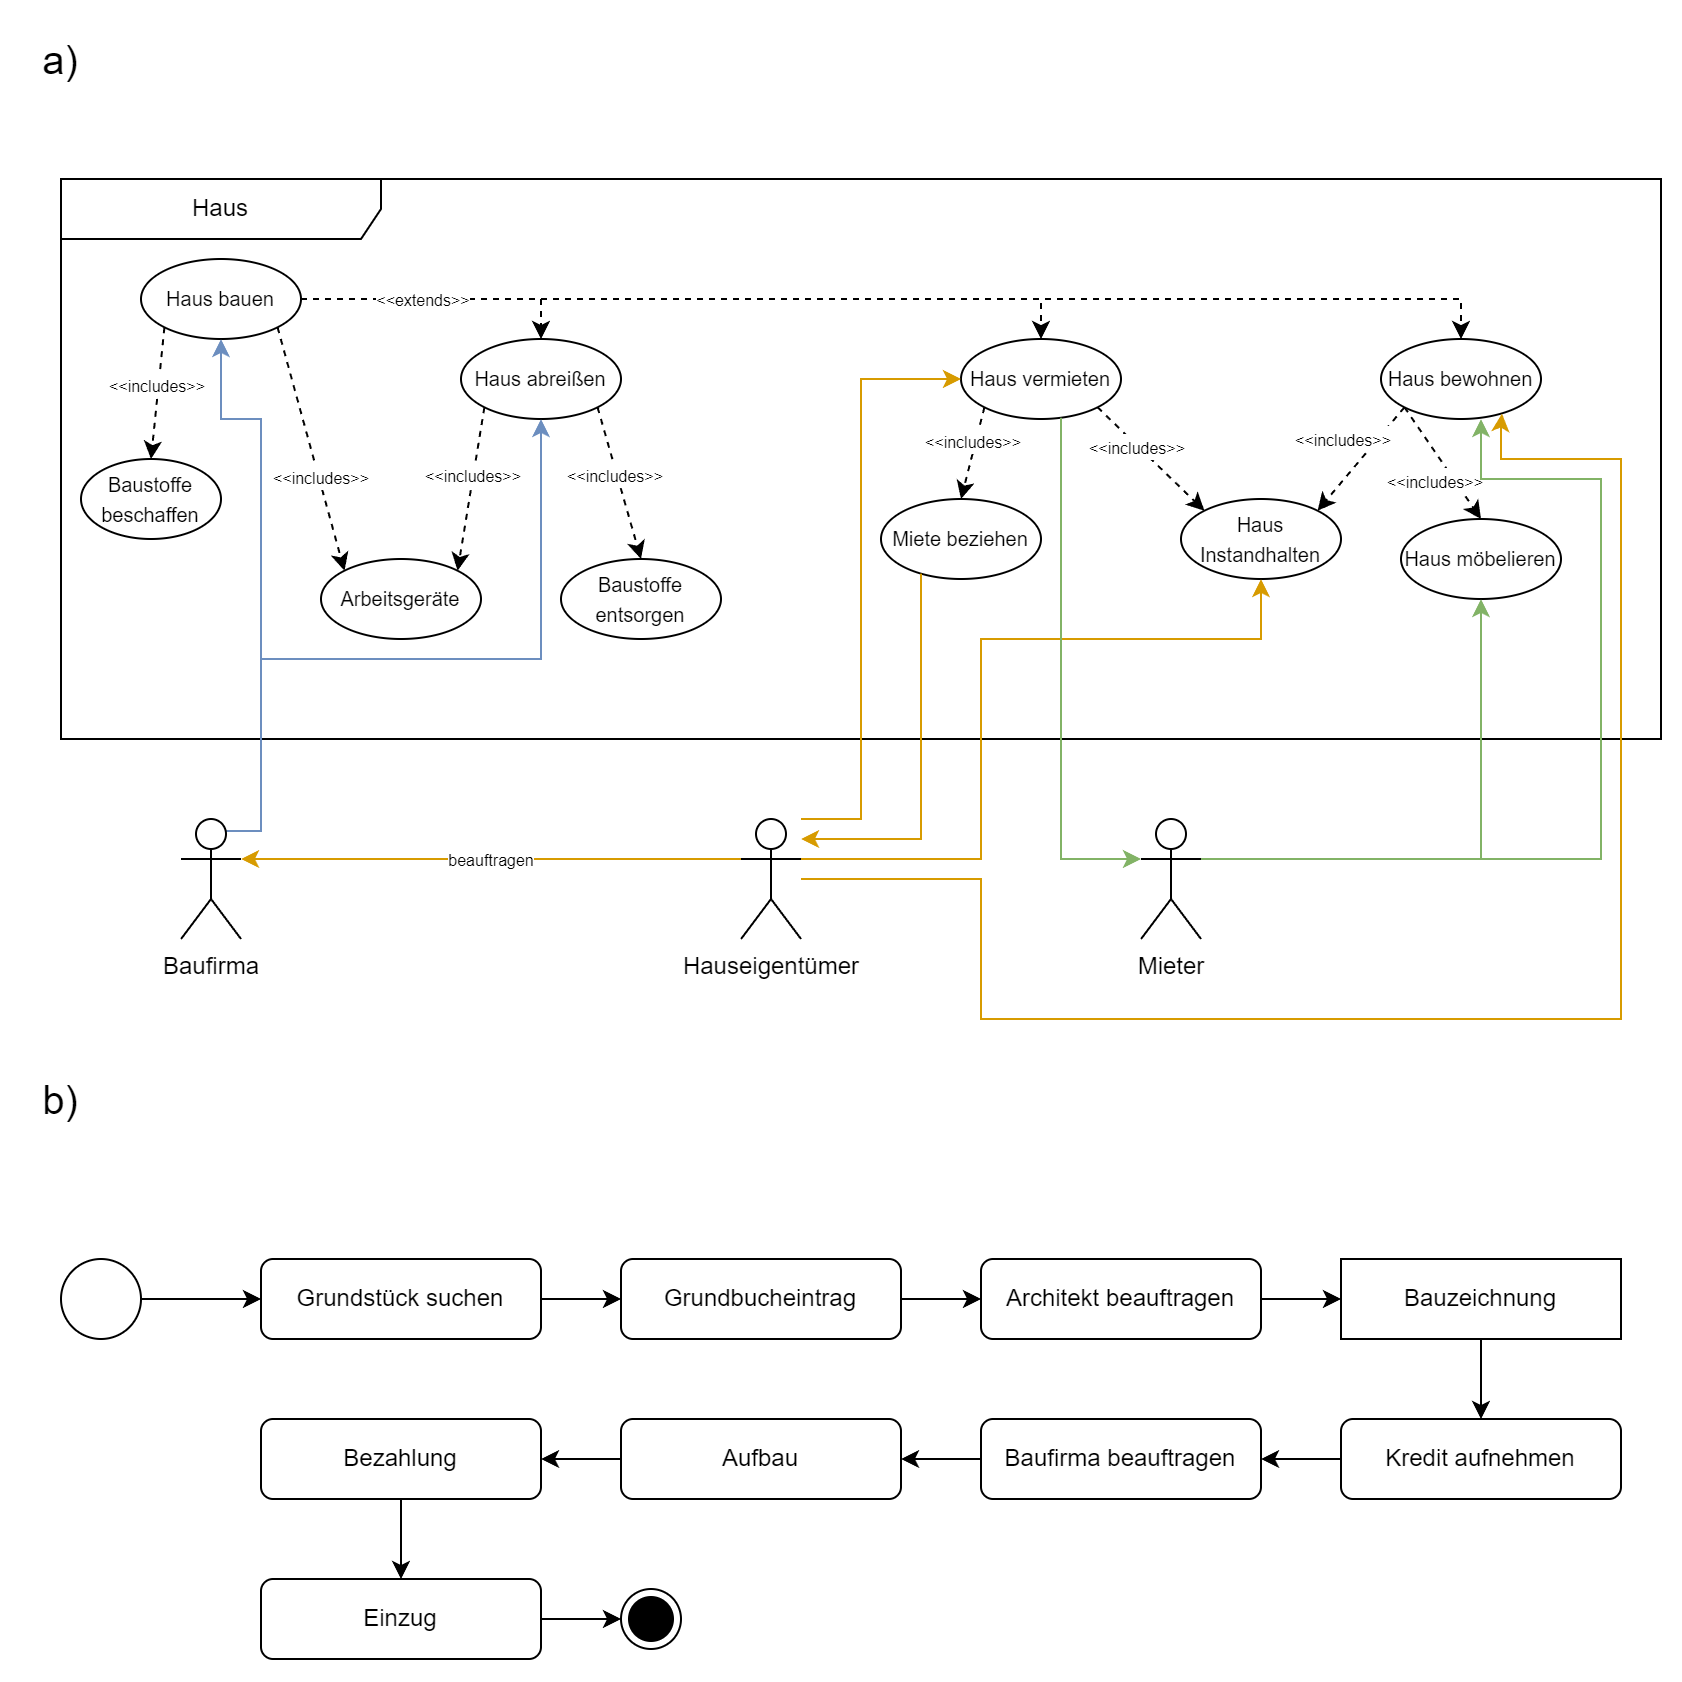 a)
Haus
Haus bauen
<<extends>>
Haus abreißen
Haus vermieten
Haus bewohnen
<<includes>>
<<includes>>
<<includes>>
<<includes>>
<<includes>>
<<includes>>
<<includes>>
<<includes>>
Baustoffe
beschaffen
Arbeitsgeräte
Baustoffe
entsorgen
Miete beziehen
Haus
Instandhalten
Haus möbelieren
beauftragen
Baufirma
Hauseigentümer
Mieter
b)
Grundstück suchen
Grundbucheintrag
Architekt beauftragen
Bauzeichnung
Bezahlung
Aufbau
Baufirma beauftragen
Kredit aufnehmen
Einzug